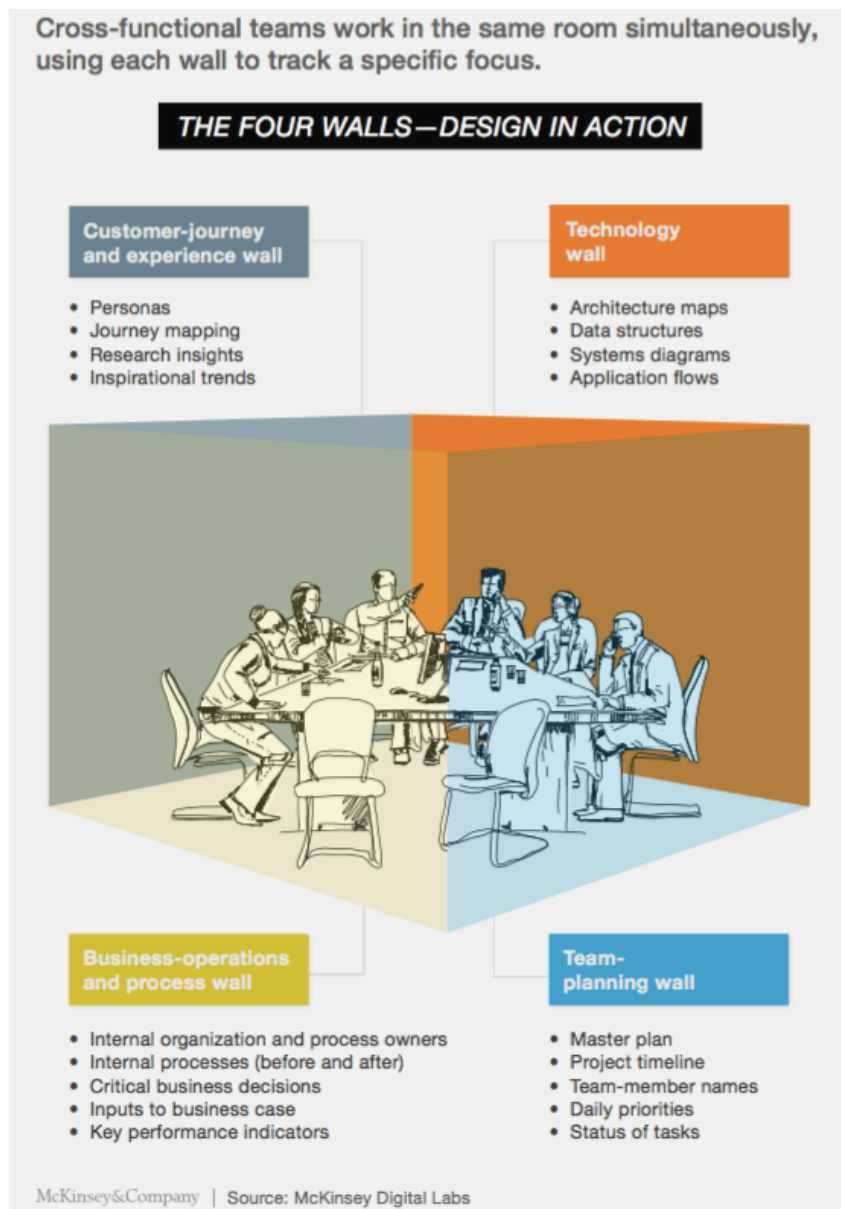 Cross-functional teams work in the same room simultaneously,
using each wall to track a specific focus.
THE FOUR WALLS—DESIGN IN ACTION
Customer-journey
and experience wall
• Personas
• Journey mapping
• Research insights
• Inspirational trends
Technology
wall
• Architecture maps
• Data structures
• Systems diagrams
• Application flows
Business-operations
and process wall
• Internal organization and process owners
• Internal processes (before and after)
• Critical business decisions
• Inputs to business case
• Key performance indicators
Team-
planning wall
• Master plan
• Project timeline
• Team-member names
• Daily priorities
• Status of tasks
McKinsey&Company | Source: McKinsey Digital Labs